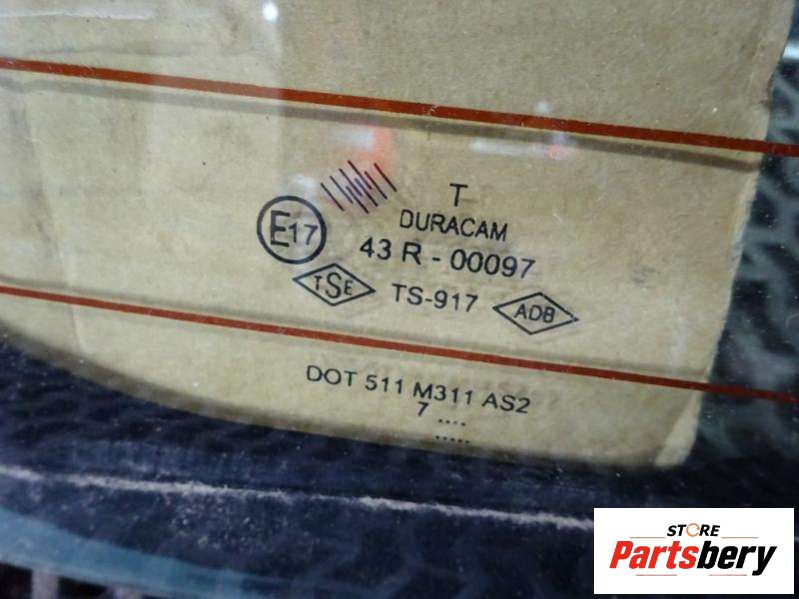 T
DURACAM
E17
43 R - 00097
TSE TS-917 ADB
DOT 511 M311 AS2
7 ....
.....
STORE
Partsbery